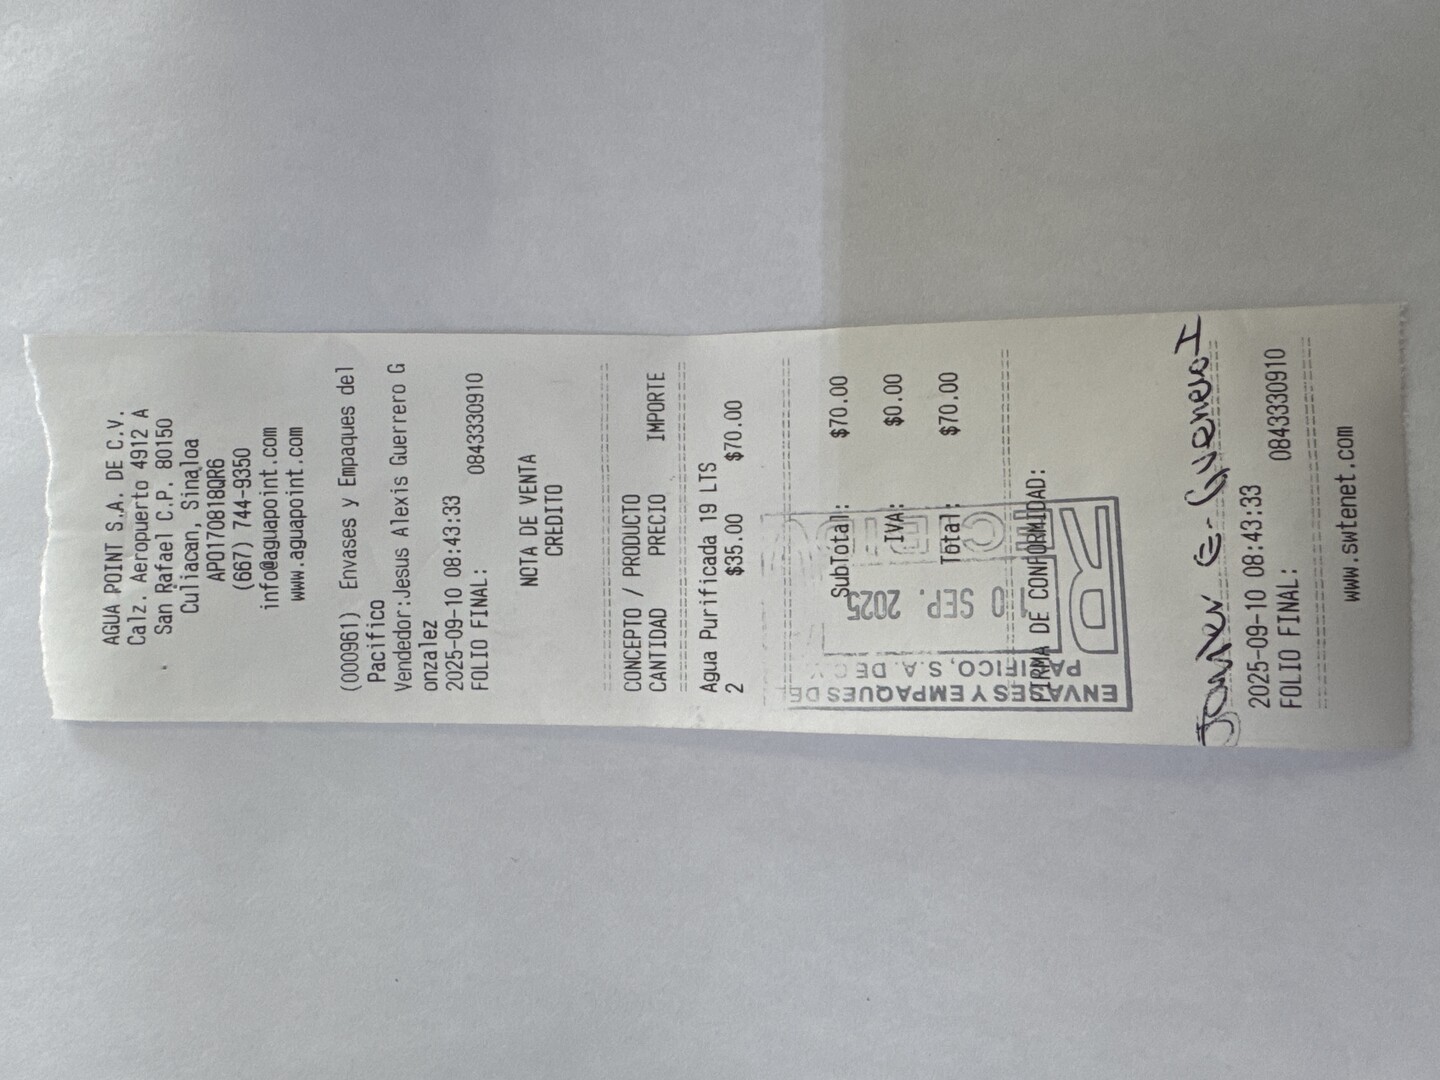 AGUA POINT S.A. DE C.V.
Calz. Aeropuerto 4912 A
San Rafael C.P. 80150
Culiacan, Sinaloa
APO170818QR6
(667) 744-9350
info@aguapoint.com
www.aguapoint.com
(000961) Envases y Empaques del
Pacifico
Vendedor:Jesus Alexis Guerrero G
onzalez
2025-09-10 08:43:33
FOLIO FINAL: 0843330910
NOTA DE VENTA
CREDITO
CONCEPTO / PRODUCTO
CANTIDAD PRECIO IMPORTE
Agua Purificada 19 LTS
2 $35.00 $70.00
SubTotal: $70.00
IVA: $0.00
Total: $70.00
FIRMA DE CONFORMIDAD:
ENVASES Y EMPAQUES DEL
PACIFICO, S.A. DE C.V.
0 SEP. 2025
Javier E. Guerrero I
2025-09-10 08:43:33
FOLIO FINAL: 0843330910
www.swtenet.com